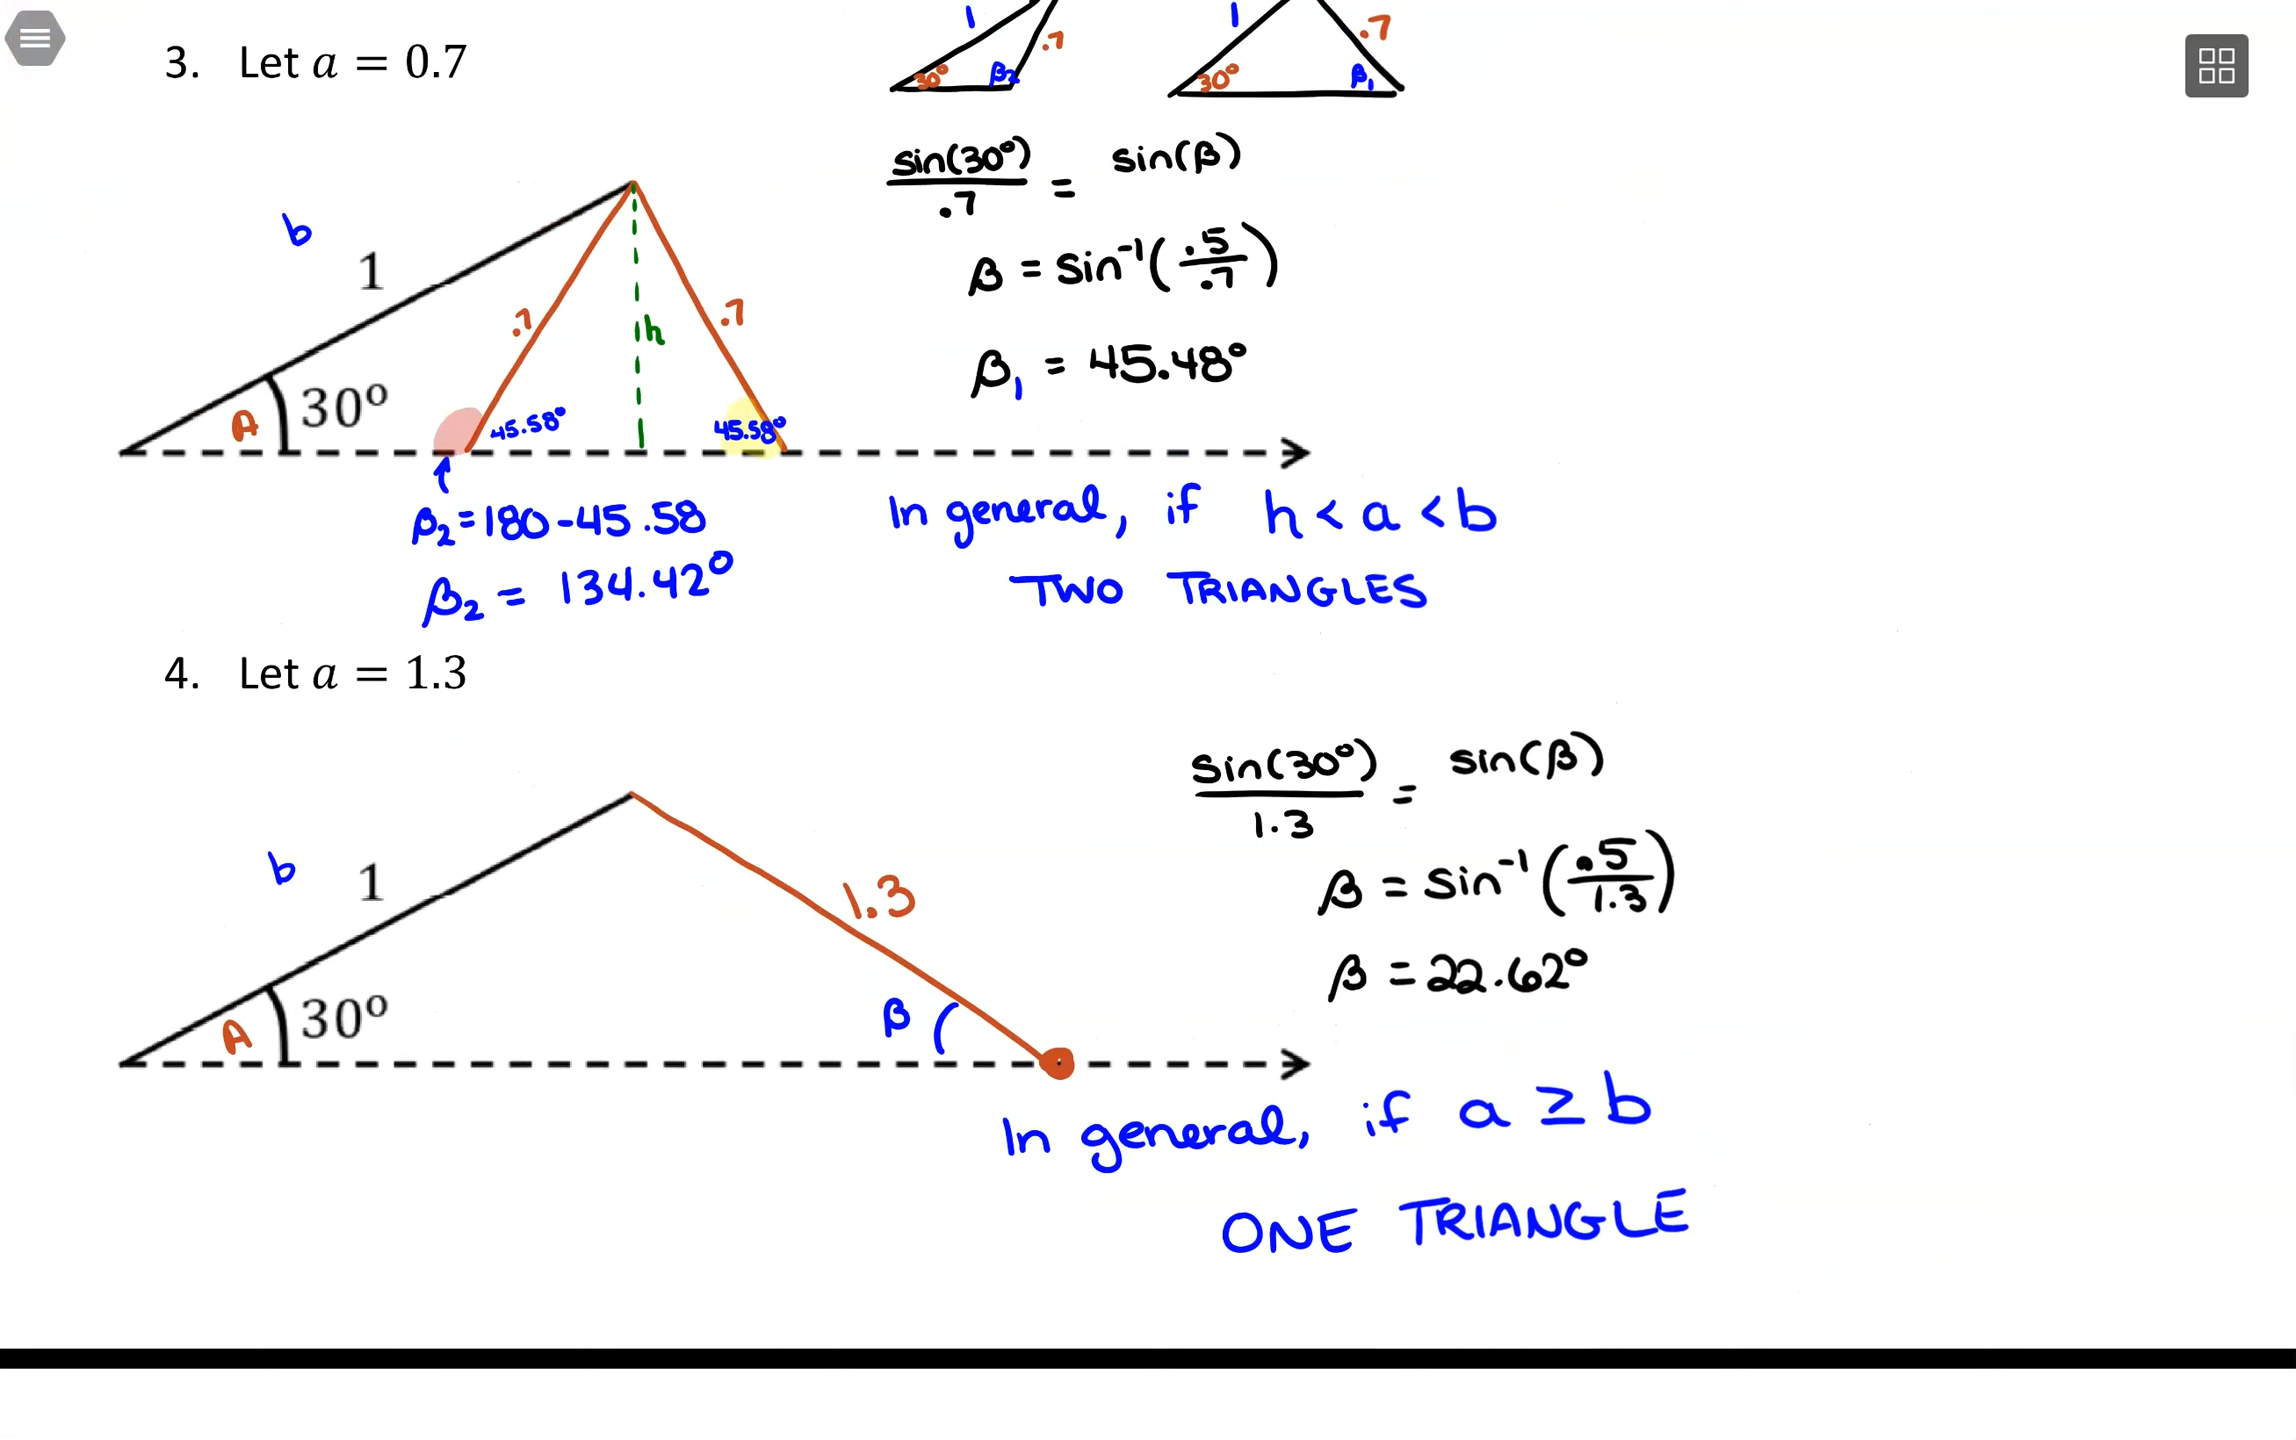 3. Let a = 0.7
1
.7
30°
β₂
1
.7
30°
β₁
sin(30°)/.7 = sin(β)
β = sin⁻¹(.5/.7)
β₁ = 45.48°
b
1
.7
.7
h
A
30°
45.58°
45.58°
β₂ = 180-45.58
β₂ = 134.42°
In general, if h < a < b
TWO TRIANGLES
4. Let a = 1.3
sin(30°)/1.3 = sin(β)
β = sin⁻¹(.5/1.3)
β = 22.62°
b
1
1.3
A
30°
β
In general, if a ≥ b
ONE TRIANGLE